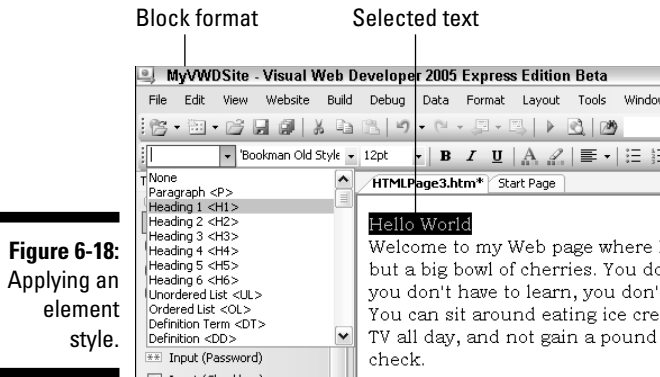 Block format
Selected text
MyVWDSite - Visual Web Developer 2005 Express Edition Beta
File Edit View Website Build Debug Data Format Layout Tools Windo
'Bookman Old Style 12pt B I U A
HTMLPage3.htm* Start Page
None
Paragraph <P>
Heading 1 <H1>
Heading 2 <H2>
Heading 3 <H3>
Heading 4 <H4>
Heading 5 <H5>
Heading 6 <H6>
Unordered List <UL>
Ordered List <OL>
Definition Term <DT>
Definition <DD>
Input (Password)
Hello World
Welcome to my Web page where
but a big bowl of cherries. You do
you don't have to learn, you don'
You can sit around eating ice cre
TV all day, and not gain a pound
check.
Figure 6-18:
Applying an
element
style.